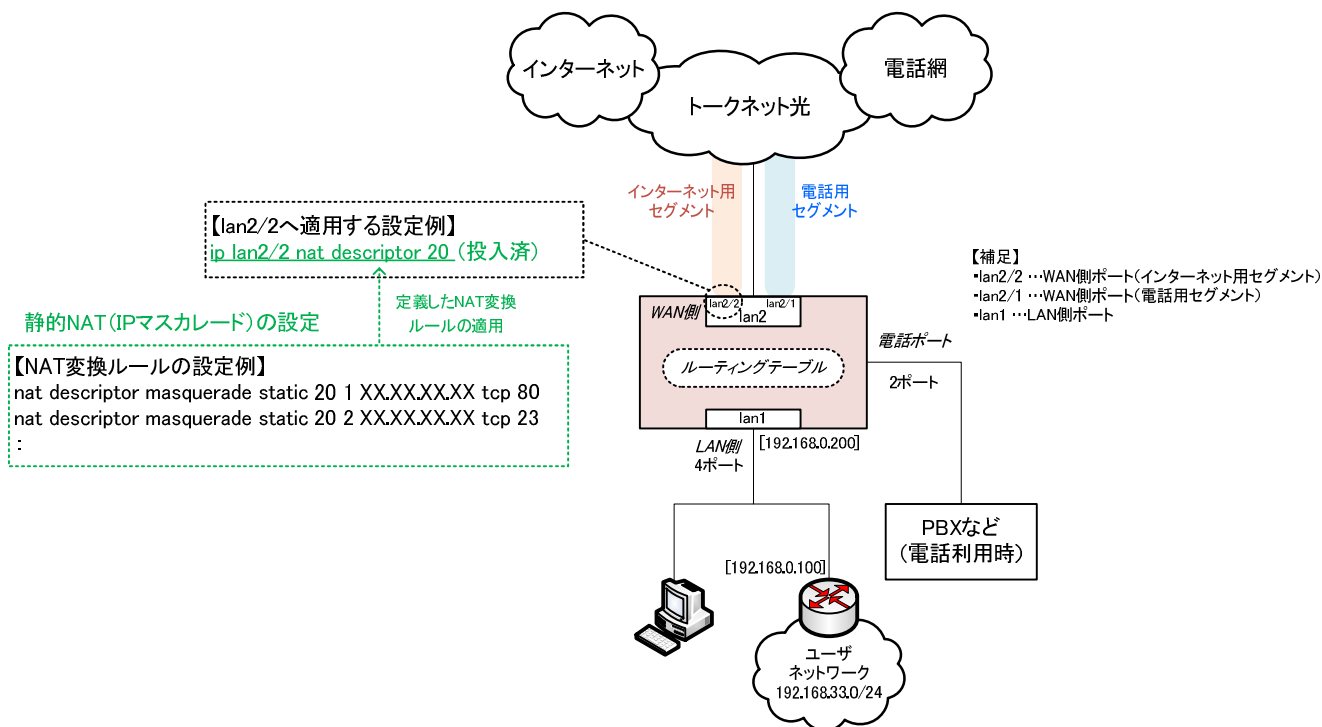 インターネット
電話網
トークネット光
インターネット用
セグメント
電話用
セグメント
【lan2/2へ適用する設定例】
ip lan2/2 nat descriptor 20 (投入済)
定義したNAT変換
ルールの適用
静的NAT(IPマスカレード)の設定
【NAT変換ルールの設定例】
nat descriptor masquerade static 20 1 XX.XX.XX.XX tcp 80
nat descriptor masquerade static 20 2 XX.XX.XX.XX tcp 23
:
【補足】
・lan2/2 …WAN側ポート(インターネット用セグメント)
・lan2/1 …WAN側ポート(電話用セグメント)
・lan1 …LAN側ポート
WAN側
lan2/2
lan2/1
lan2
ルーティングテーブル
電話ポート
2ポート
lan1
LAN側
4ポート
[192.168.0.200]
[192.168.0.100]
PBXなど
(電話利用時)
ユーザ
ネットワーク
192.168.33.0/24